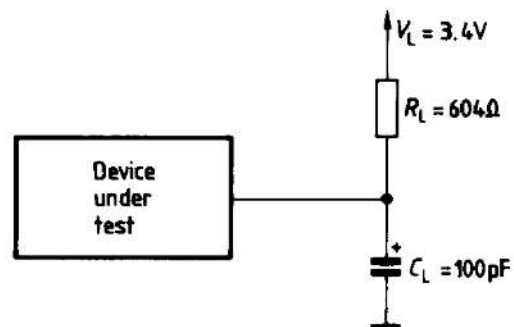 V_L = 3.4V
R_L = 604Ω
Device
under
test
+
C_L = 100pF